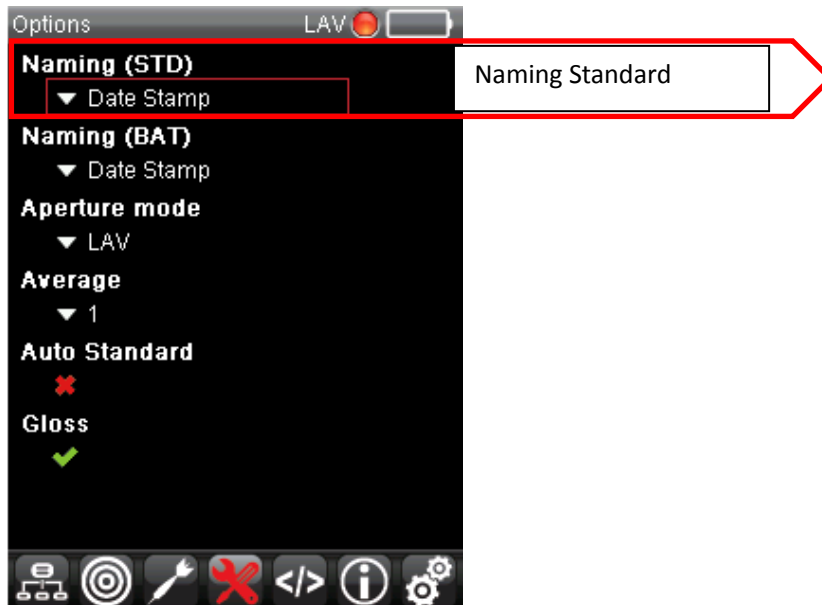 Options LAV
Naming (STD)
Date Stamp
Naming Standard
Naming (BAT)
Date Stamp
Aperture mode
LAV
Average
1
Auto Standard
Gloss